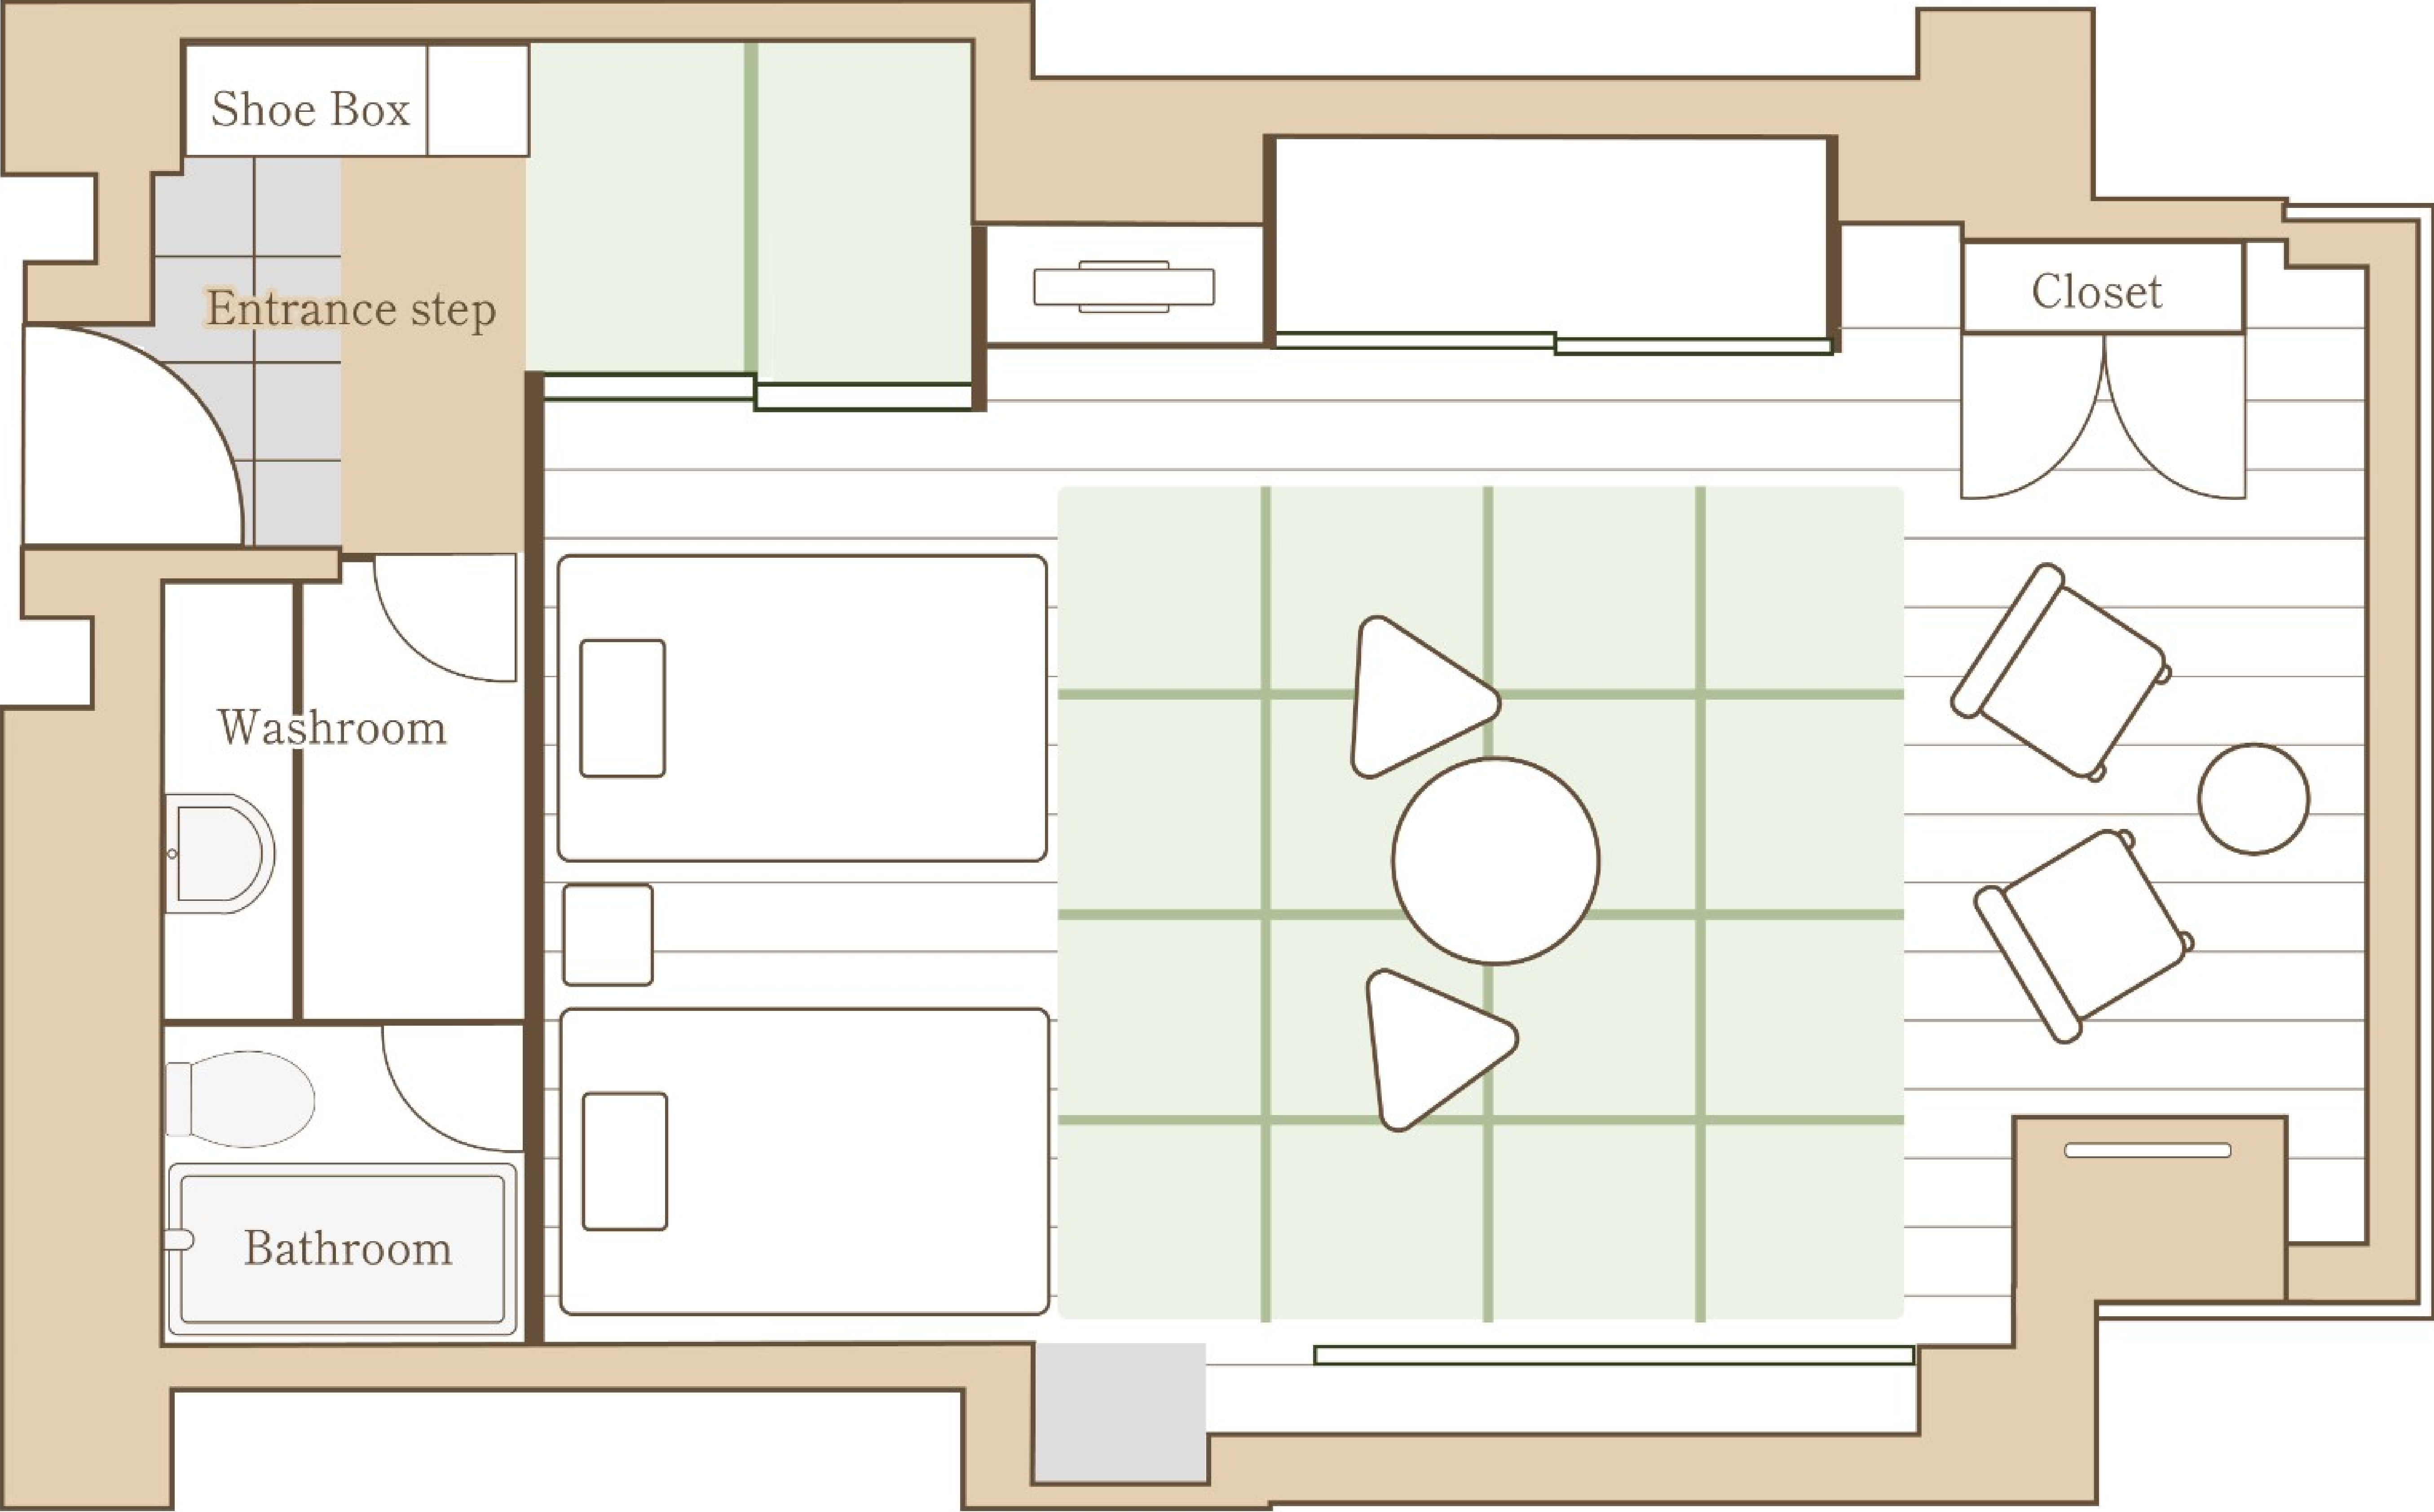 Shoe Box
Entrance step
Closet
Washroom
Bathroom